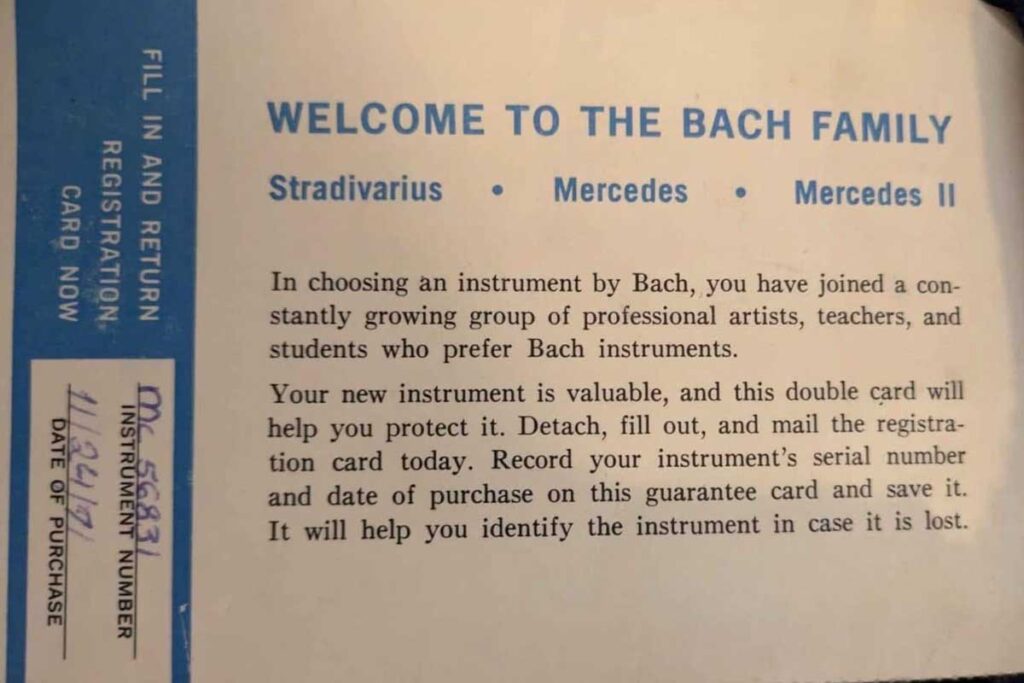 FILL IN AND RETURN
REGISTRATION
CARD NOW
MC 56831
INSTRUMENT NUMBER
11/24/71
DATE OF PURCHASE
WELCOME TO THE BACH FAMILY
Stradivarius • Mercedes • Mercedes II
In choosing an instrument by Bach, you have joined a con-
stantly growing group of professional artists, teachers, and
students who prefer Bach instruments.
Your new instrument is valuable, and this double card will
help you protect it. Detach, fill out, and mail the registra-
tion card today. Record your instrument's serial number
and date of purchase on this guarantee card and save it.
It will help you identify the instrument in case it is lost.